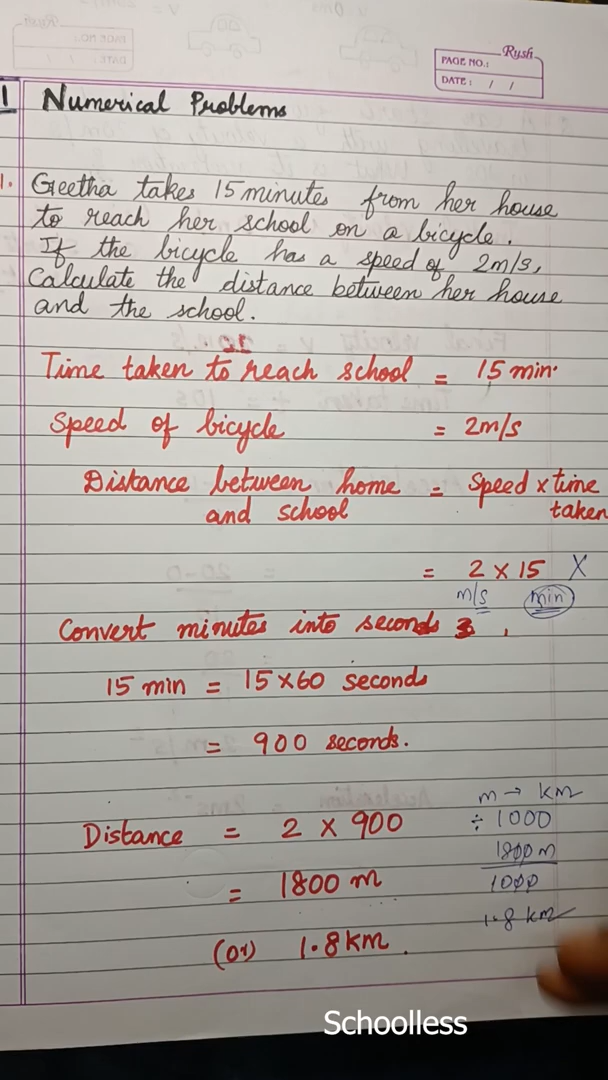 Rysh
PAGE NO.:
DATE: / /
1 Numerical Problems
1. Geetha takes 15 minutes from her house
to reach her school on a bicycle.
If the bicycle has a speed of 2m/s,
Calculate the distance between her house
and the school.
Time taken to reach school = 15 min.
Speed of bicycle = 2m/s
Distance between home = Speed x time
and school taken
= 2 x 15 X
m/s min
Convert minutes into seconds
15 min = 15x60 seconds
= 900 seconds.
m → km
Distance = 2 x 900 ÷ 1000
1800 m
= 1800 m 1000
1.8 km
(or) 1.8 km.
Schoolless